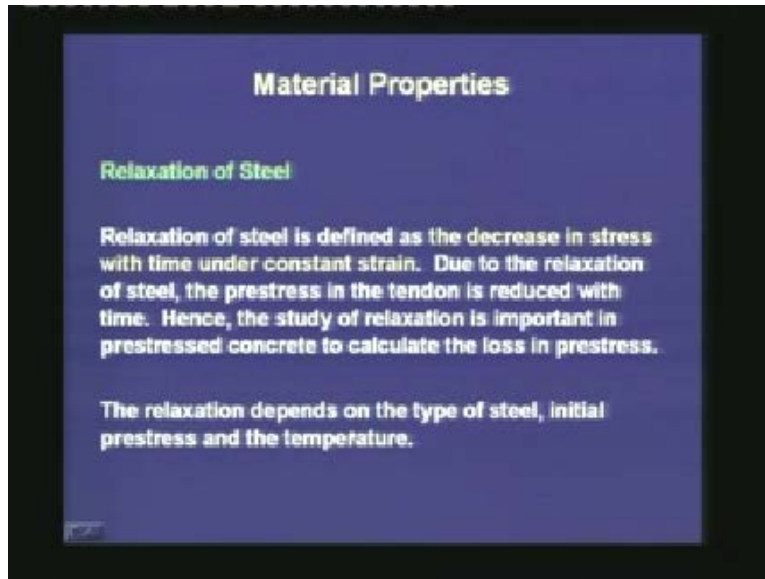 Material Properties
Relaxation of Steel
Relaxation of steel is defined as the decrease in stress
with time under constant strain. Due to the relaxation
of steel, the prestress in the tendon is reduced with
time. Hence, the study of relaxation is important in
prestressed concrete to calculate the loss in prestress.
The relaxation depends on the type of steel, initial
prestress and the temperature.